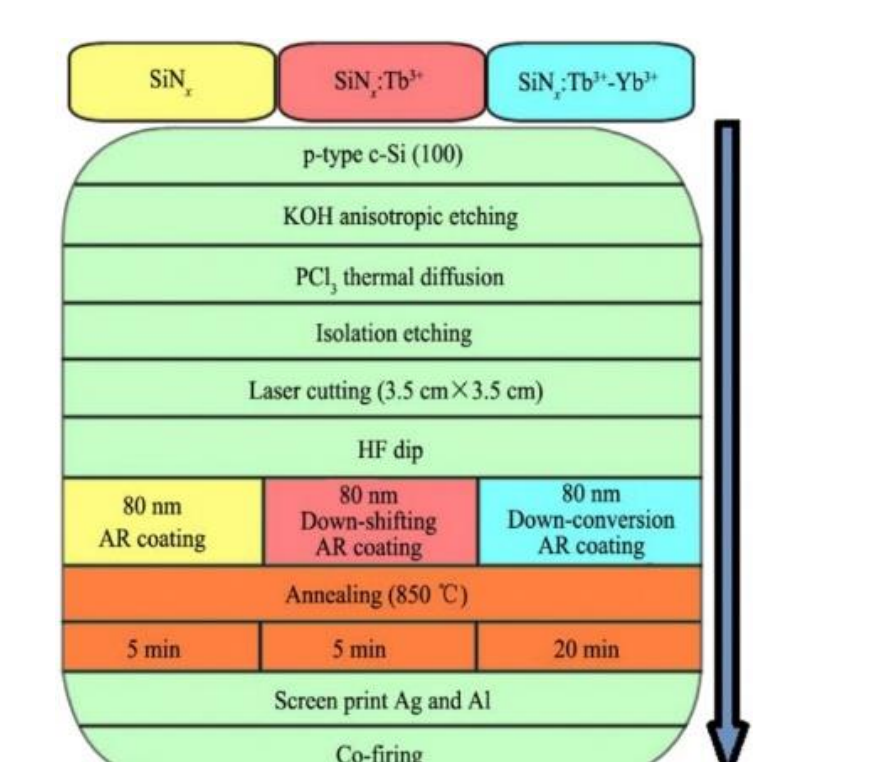 SiNₓ
SiNₓ:Tb³⁺
SiNₓ:Tb³⁺-Yb³⁺
p-type c-Si (100)
KOH anisotropic etching
PCl₃ thermal diffusion
Isolation etching
Laser cutting (3.5 cm×3.5 cm)
HF dip
80 nm
AR coating
80 nm
Down-shifting
AR coating
80 nm
Down-conversion
AR coating
Annealing (850 ℃)
5 min
5 min
20 min
Screen print Ag and Al
Co-firing